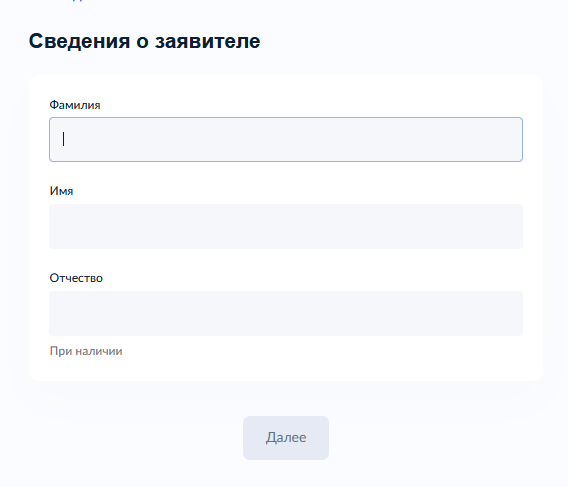 Сведения о заявителе
Фамилия
Имя
Отчество
При наличии
Далее